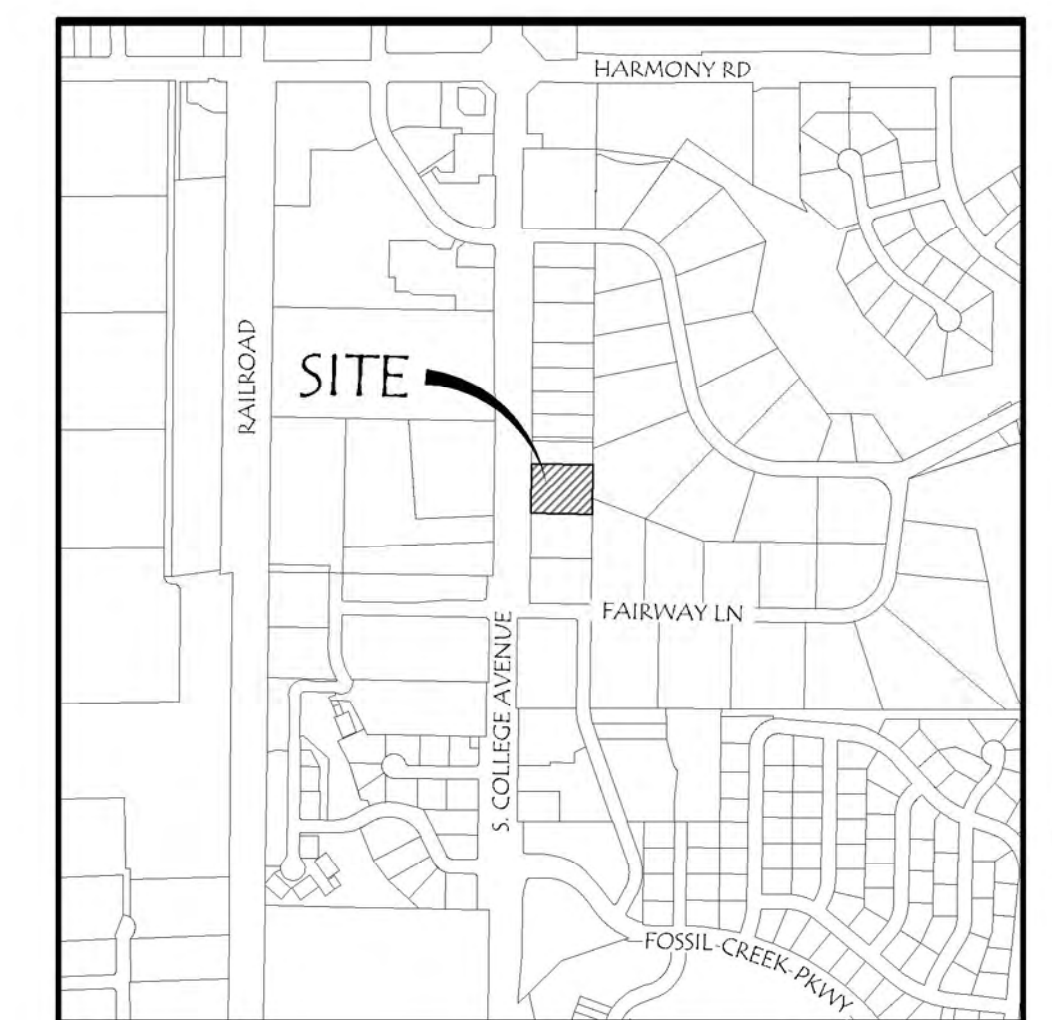 HARMONY RD
RAILROAD
SITE
FAIRWAY LN
S. COLLEGE AVENUE
FOSSIL-CREEK-PKWY